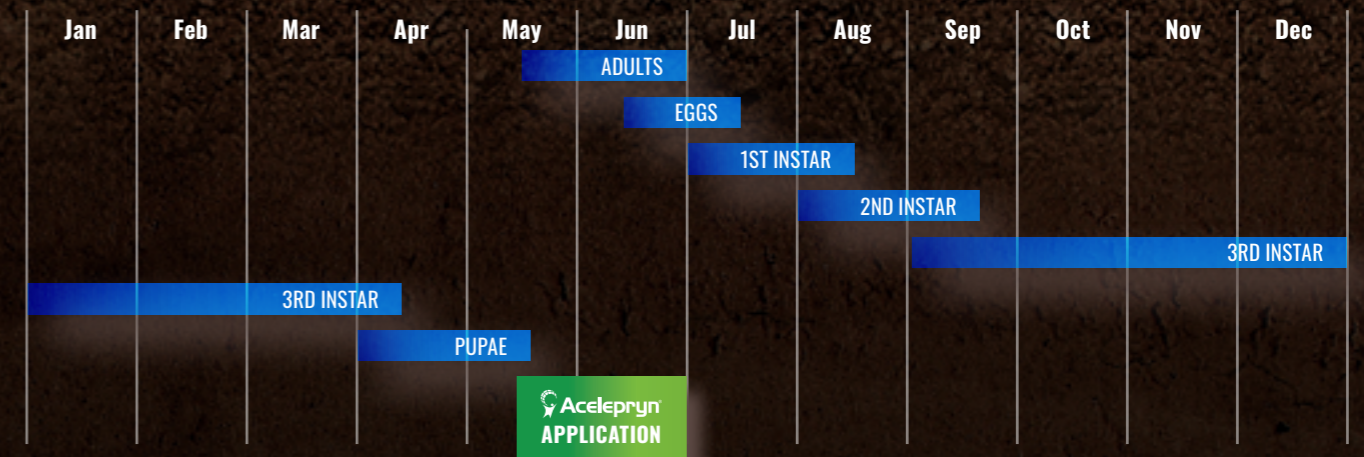 Jan Feb Mar Apr May Jun Jul Aug Sep Oct Nov Dec
ADULTS
EGGS
1ST INSTAR
2ND INSTAR
3RD INSTAR
3RD INSTAR
PUPAE
Acelepryn
APPLICATION